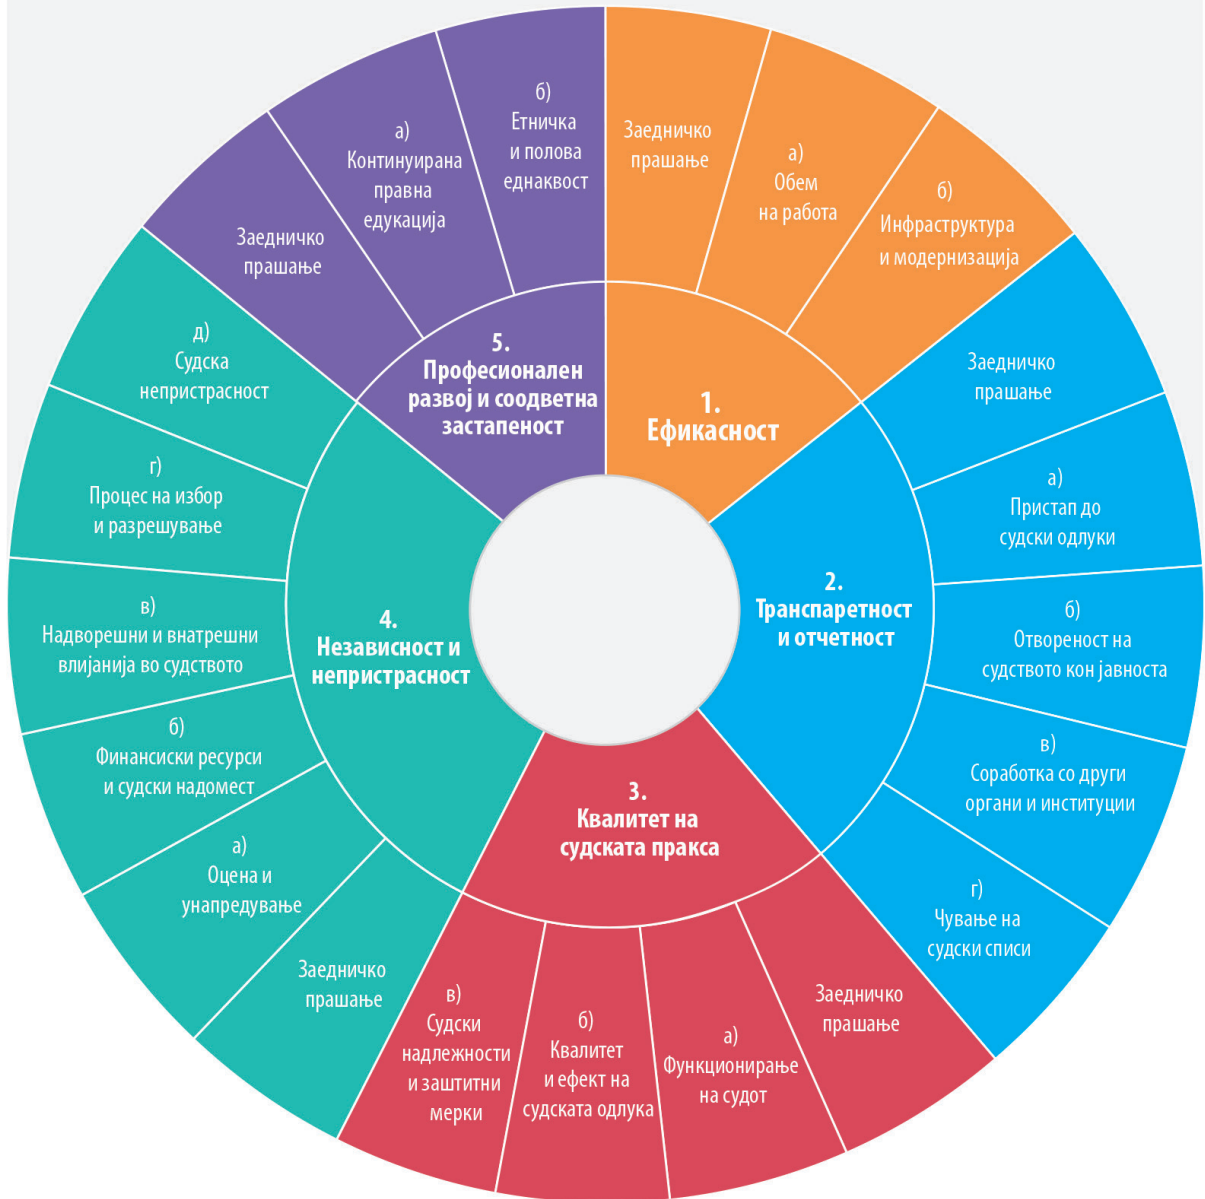 1.
Ефикасност
Заедничко
прашање
а)
Обем
на работа
б)
Инфраструктура
и модернизација
2.
Транспаретност
и отчетност
Заедничко
прашање
а)
Пристап до
судски одлуки
б)
Отвореност на
судството кон јавноста
в)
Соработка со други
органи и институции
г)
Чување на
судски списи
3.
Квалитет на
судската пракса
Заедничко
прашање
а)
Функционирање
на судот
б)
Квалитет
и ефект на
судската одлука
в)
Судски
надлежности
и заштитни
мерки
4.
Независност и
непристрасност
Заедничко
прашање
а)
Оцена и
унапредување
б)
Финансиски ресурси
и судски надомест
в)
Надворешни и внатрешни
влијанија во судството
г)
Процес на избор
и разрешување
д)
Судска
непристрасност
5.
Професионален
развој и соодветна
застапеност
Заедничко
прашање
а)
Континуирана
правна
едукација
б)
Етничка
и полова
еднаквост